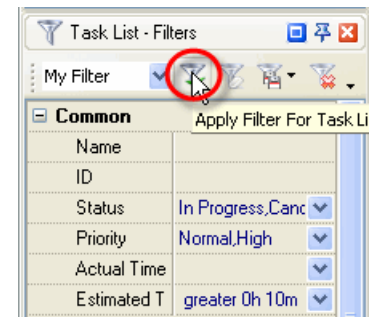 Task List - Filters
My Filter
Common
Apply Filter For Task Li
Name
ID
Status In Progress,Canc
Priority Normal,High
Actual Time
Estimated T greater 0h 10m